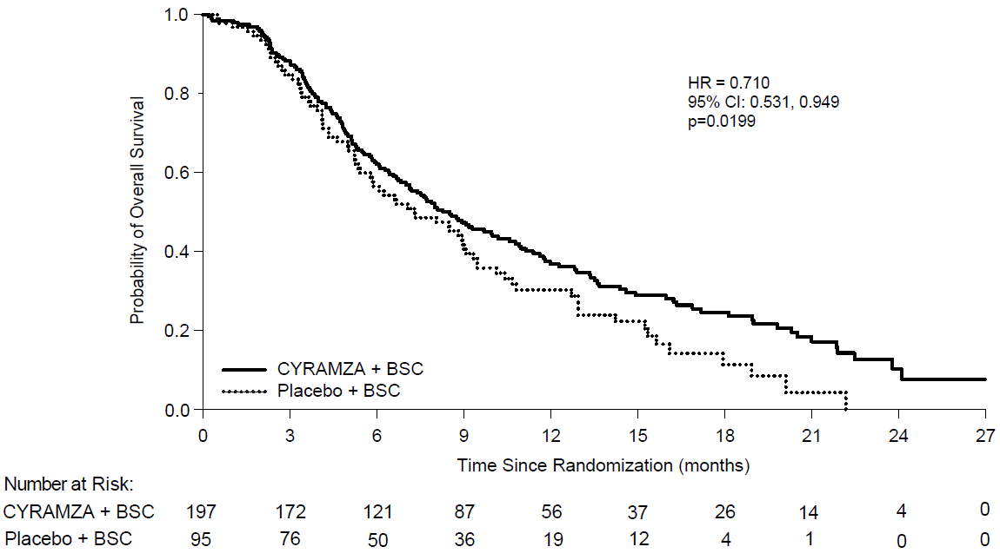 1.0
0.8
0.6
0.4
0.2
0.0
Probability of Overall Survival
HR = 0.710
95% CI: 0.531, 0.949
p=0.0199
CYRAMZA + BSC
Placebo + BSC
0 3 6 9 12 15 18 21 24 27
Time Since Randomization (months)
Number at Risk:
CYRAMZA + BSC 197 172 121 87 56 37 26 14 4 0
Placebo + BSC 95 76 50 36 19 12 4 1 0 0